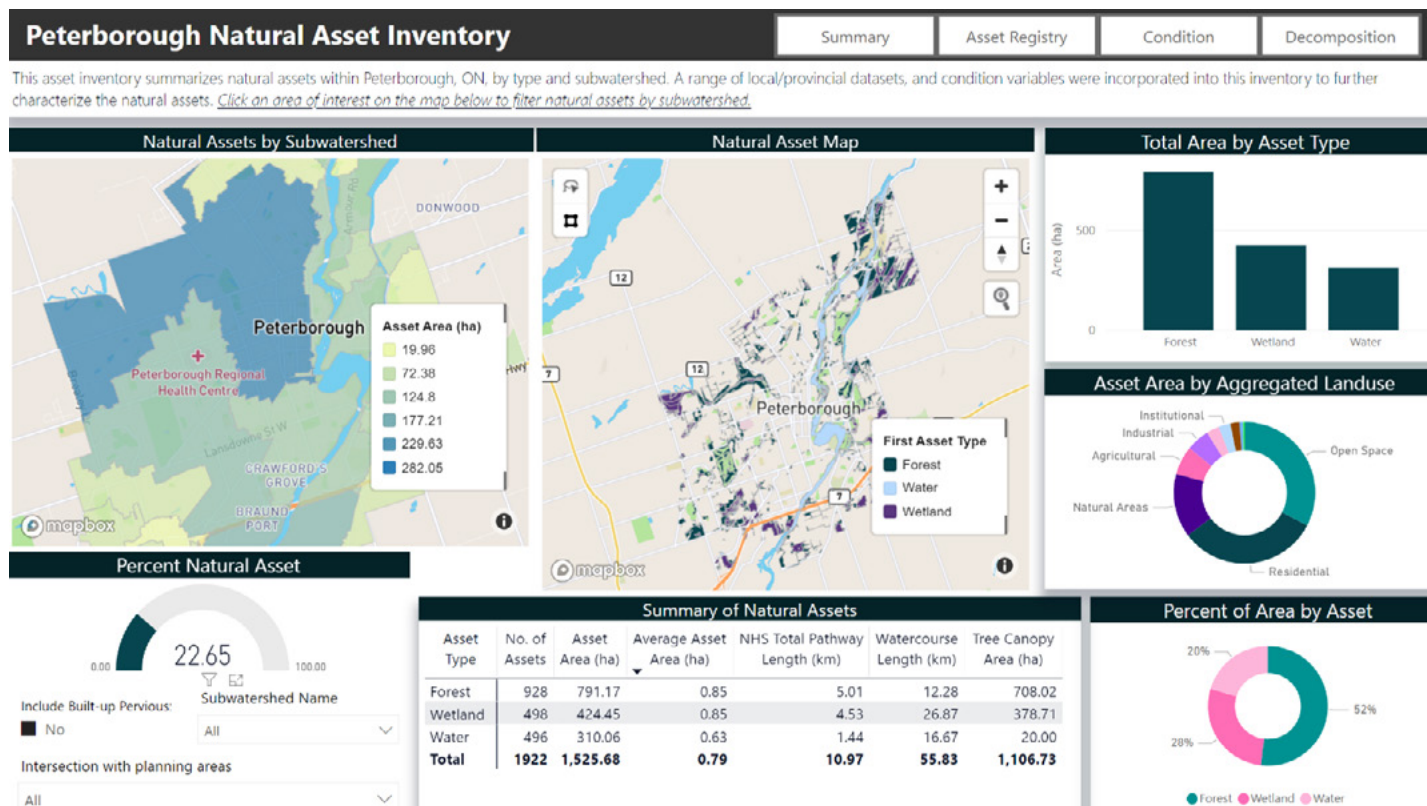 Peterborough Natural Asset Inventory
Summary
Asset Registry
Condition
Decomposition
This asset inventory summarizes natural assets within Peterborough, ON, by type and subwatershed. A range of local/provincial datasets, and condition variables were incorporated into this inventory to further
characterize the natural assets. Click an area of interest on the map below to filter natural assets by subwatershed.
Natural Assets by Subwatershed
DONWOOD
Armour Rd
Peterborough
Peterborough Regional
Health Centre
Hwy
Lansdowne St W
CRAWFORD'S
GROVE
BRAUND
PORT
Asset Area (ha)
19.96
72.38
124.8
177.21
229.63
282.05
mapbox
Natural Asset Map
12
12
7
7
Peterborough
First Asset Type
Forest
Water
Wetland
mapbox
Total Area by Asset Type
Area (ha)
500
0
Forest
Wetland
Water
Asset Area by Aggregated Landuse
Institutional
Industrial
Agricultural
Natural Areas
Open Space
Residential
Percent Natural Asset
22.65
0.00
100.00
Include Built-up Pervious:
No
Subwatershed Name
All
Intersection with planning areas
All
Summary of Natural Assets
Asset Type No. of Assets Asset Area (ha) Average Asset Area (ha) NHS Total Pathway Length (km) Watercourse Length (km) Tree Canopy Area (ha)
Forest 928 791.17 0.85 5.01 12.28 708.02
Wetland 498 424.45 0.85 4.53 26.87 378.71
Water 496 310.06 0.63 1.44 16.67 20.00
Total 1922 1,525.68 0.79 10.97 55.83 1,106.73
Percent of Area by Asset
20%
52%
28%
Forest Wetland Water